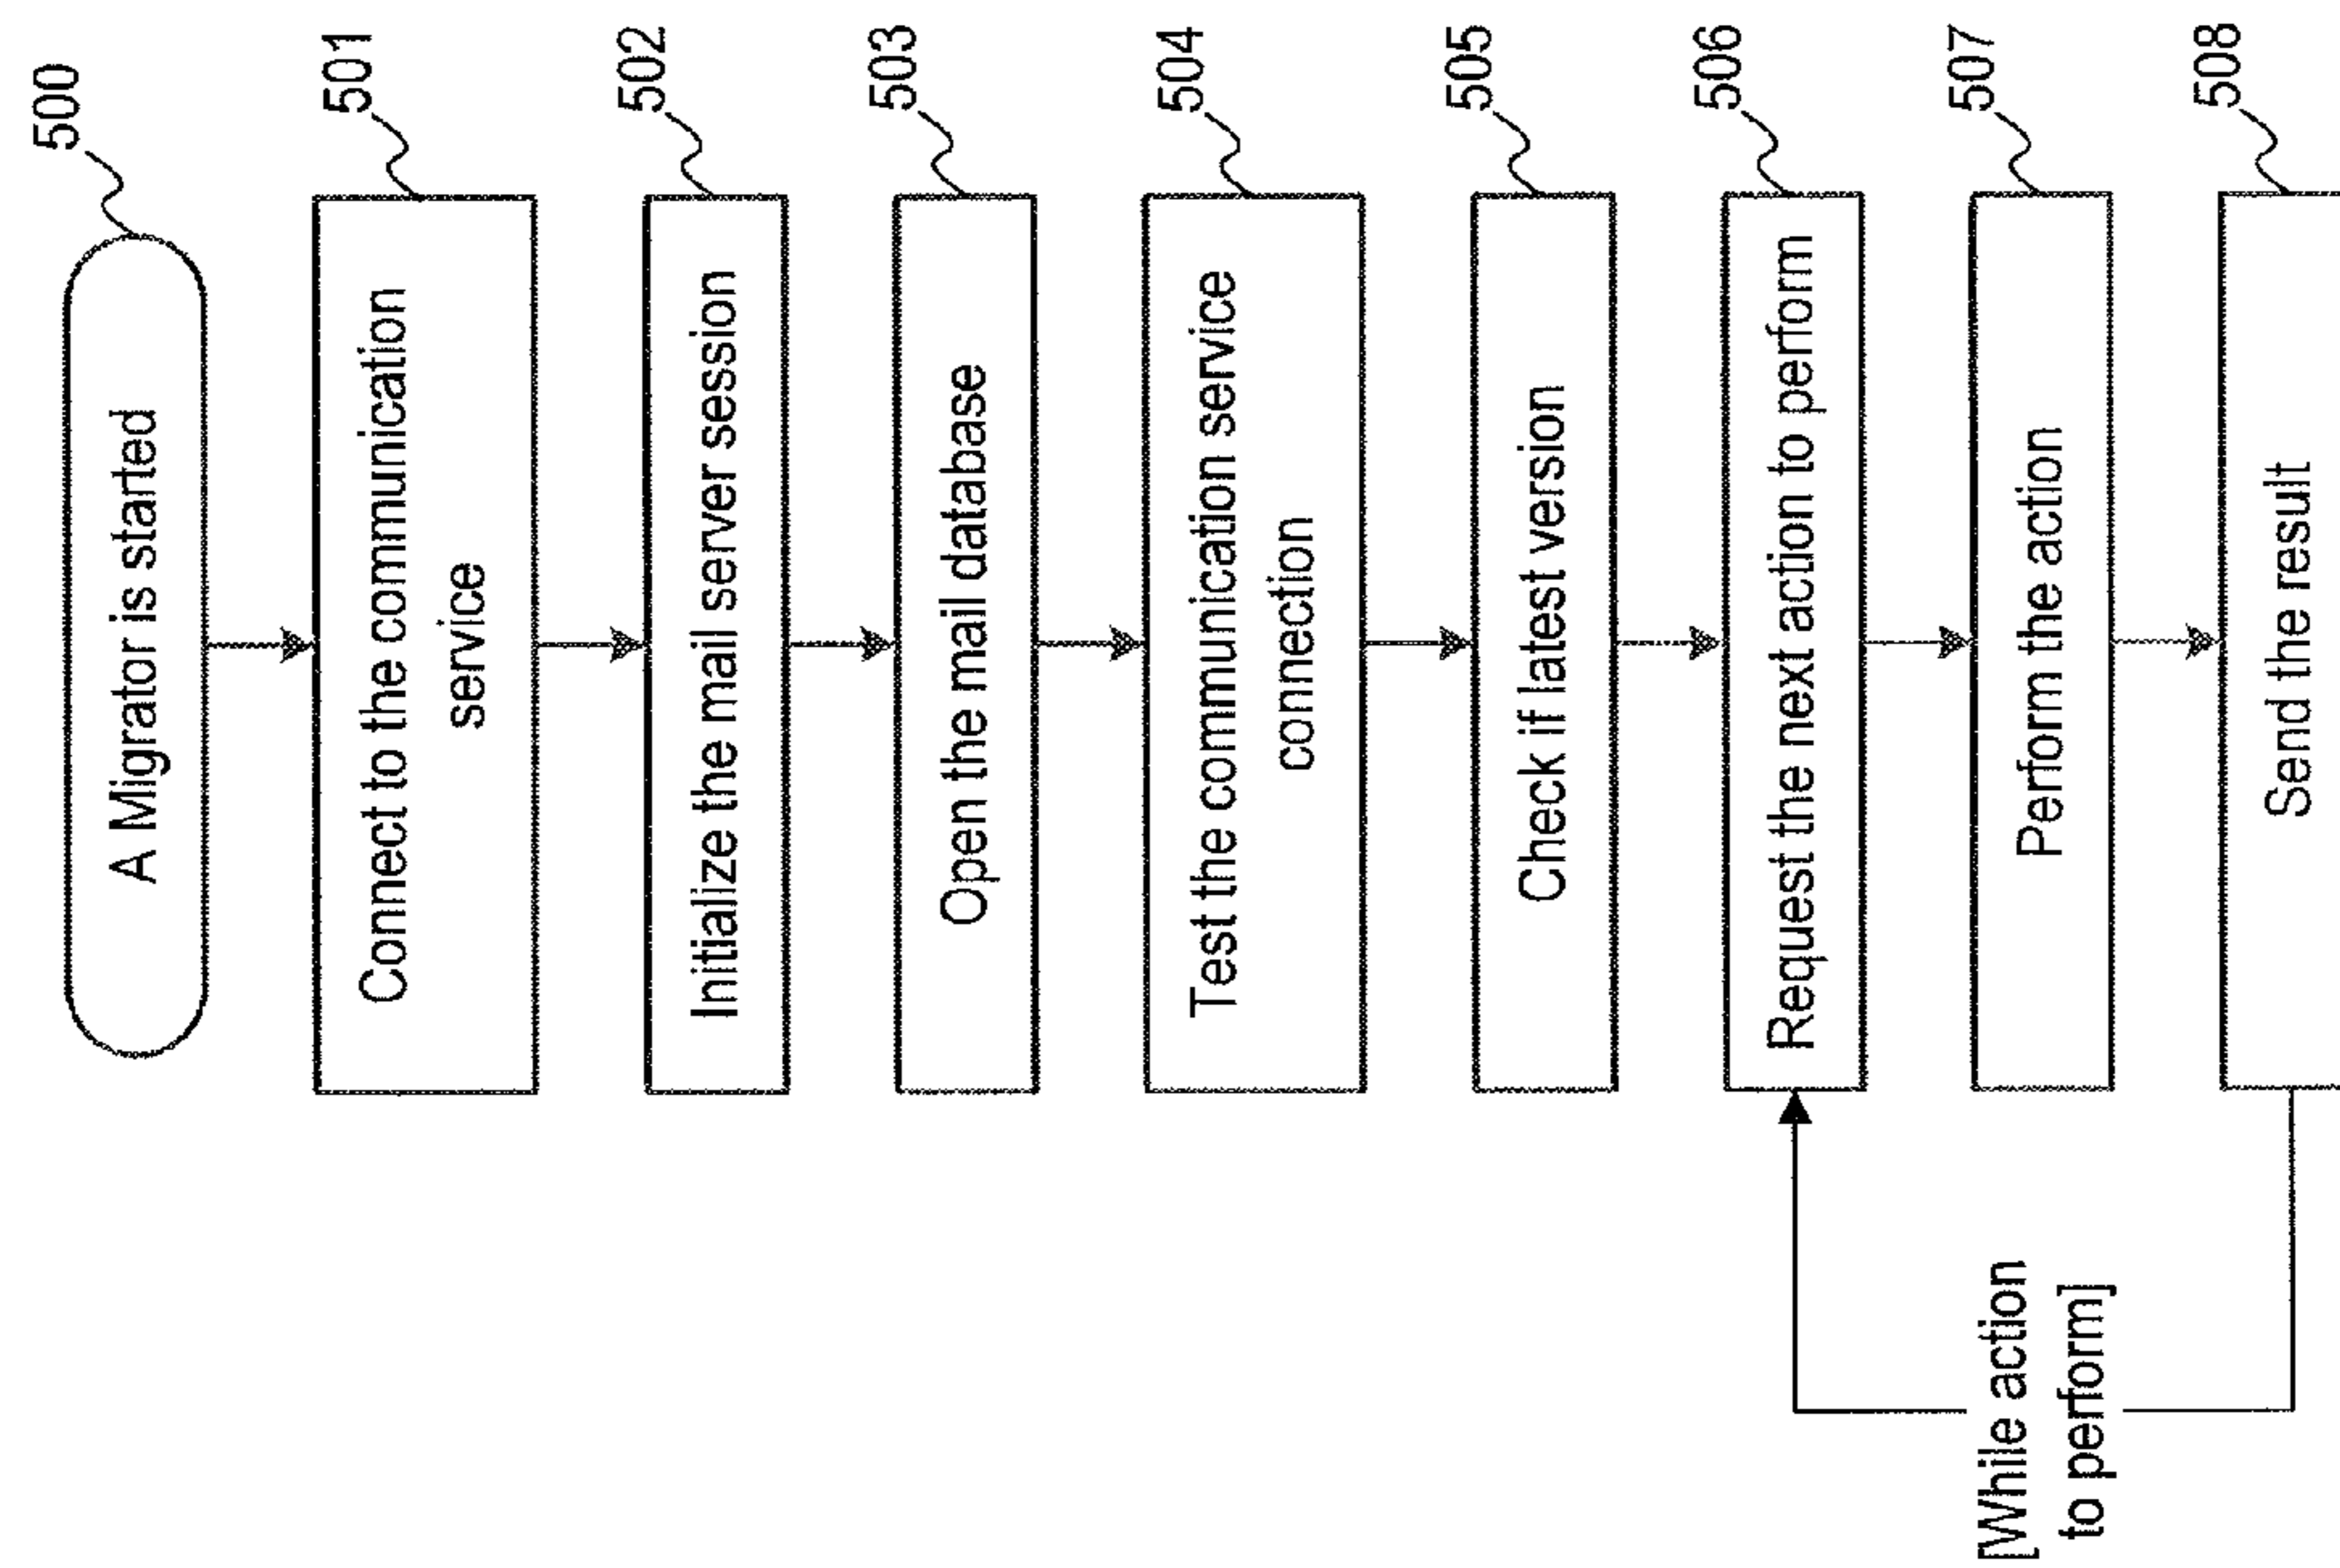 500
A Migrator is started
501
Connect to the communication
service
502
Initialize the mail server session
503
Open the mail database
504
Test the communication service
connection
505
Check if latest version
506
Request the next action to perform
507
Perform the action
508
Send the result
[While action
to perform]